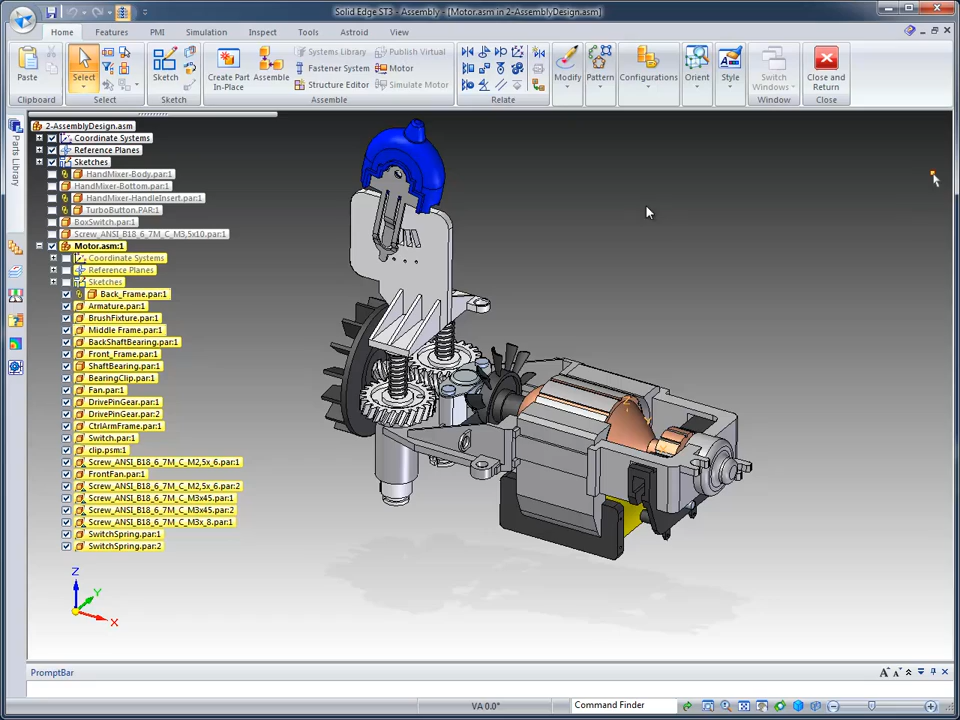 Solid Edge ST3 - Assembly - [Motor.asm in 2-AssemblyDesign.asm]
Home Features PMI Simulation Inspect Tools Astroid View
Paste Select Sketch Create Part In-Place Assemble Systems Library Publish Virtual
Fastener System Motor
Structure Editor Simulate Motor
Modify Pattern Configurations Orient Style Switch Windows Close and Return
Clipboard Select Sketch Assemble Relate Window Close
Parts Library
2-AssemblyDesign.asm
Coordinate Systems
Reference Planes
Sketches
HandMixer-Body.par:1
HandMixer-Bottom.par:1
HandMixer-HandleInsert.par:1
TurboButton.PAR:1
BoxSwitch.par:1
Screw_ANSI_B18_6_7M_C_M3,5x10.par:1
Motor.asm:1
Coordinate Systems
Reference Planes
Sketches
Back_Frame.par:1
Armature.par:1
BrushFixture.par:1
Middle Frame.par:1
BackShaftBearing.par:1
Front_Frame.par:1
ShaftBearing.par:1
BearingClip.par:1
Fan.par:1
DrivePinGear.par:1
DrivePinGear.par:2
CtrlArmFrame.par:1
Switch.par:1
clip.psm:1
Screw_ANSI_B18_6_7M_C_M2,5x_6.par:1
FrontFan.par:1
Screw_ANSI_B18_6_7M_C_M2,5x_6.par:2
Screw_ANSI_B18_6_7M_C_M3x45.par:1
Screw_ANSI_B18_6_7M_C_M3x45.par:2
Screw_ANSI_B18_6_7M_C_M3x_8.par:1
SwitchSpring.par:1
SwitchSpring.par:2
Z
Y
X
PromptBar
VA 0.0° Command Finder